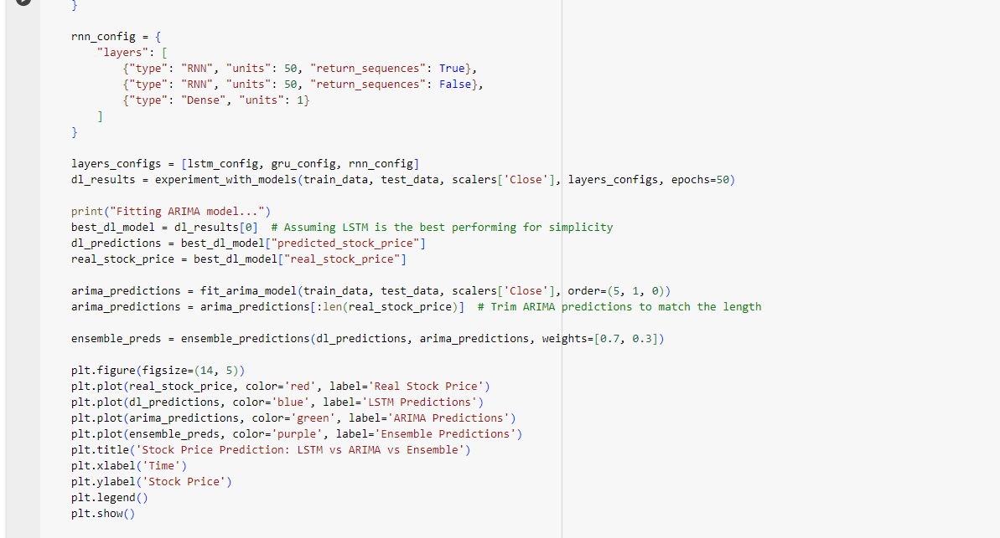 }
rnn_config = {
    "layers": [
        {"type": "RNN", "units": 50, "return_sequences": True},
        {"type": "RNN", "units": 50, "return_sequences": False},
        {"type": "Dense", "units": 1}
    ]
}
layers_configs = [lstm_config, gru_config, rnn_config]
dl_results = experiment_with_models(train_data, test_data, scalers['Close'], layers_configs, epochs=50)
print("Fitting ARIMA model...")
best_dl_model = dl_results[0]  # Assuming LSTM is the best performing for simplicity
dl_predictions = best_dl_model["predicted_stock_price"]
real_stock_price = best_dl_model["real_stock_price"]
arima_predictions = fit_arima_model(train_data, test_data, scalers['Close'], order=(5, 1, 0))
arima_predictions = arima_predictions[:len(real_stock_price)]  # Trim ARIMA predictions to match the length
ensemble_preds = ensemble_predictions(dl_predictions, arima_predictions, weights=[0.7, 0.3])
plt.figure(figsize=(14, 5))
plt.plot(real_stock_price, color='red', label='Real Stock Price')
plt.plot(dl_predictions, color='blue', label='LSTM Predictions')
plt.plot(arima_predictions, color='green', label='ARIMA Predictions')
plt.plot(ensemble_preds, color='purple', label='Ensemble Predictions')
plt.title('Stock Price Prediction: LSTM vs ARIMA vs Ensemble')
plt.xlabel('Time')
plt.ylabel('Stock Price')
plt.legend()
plt.show()